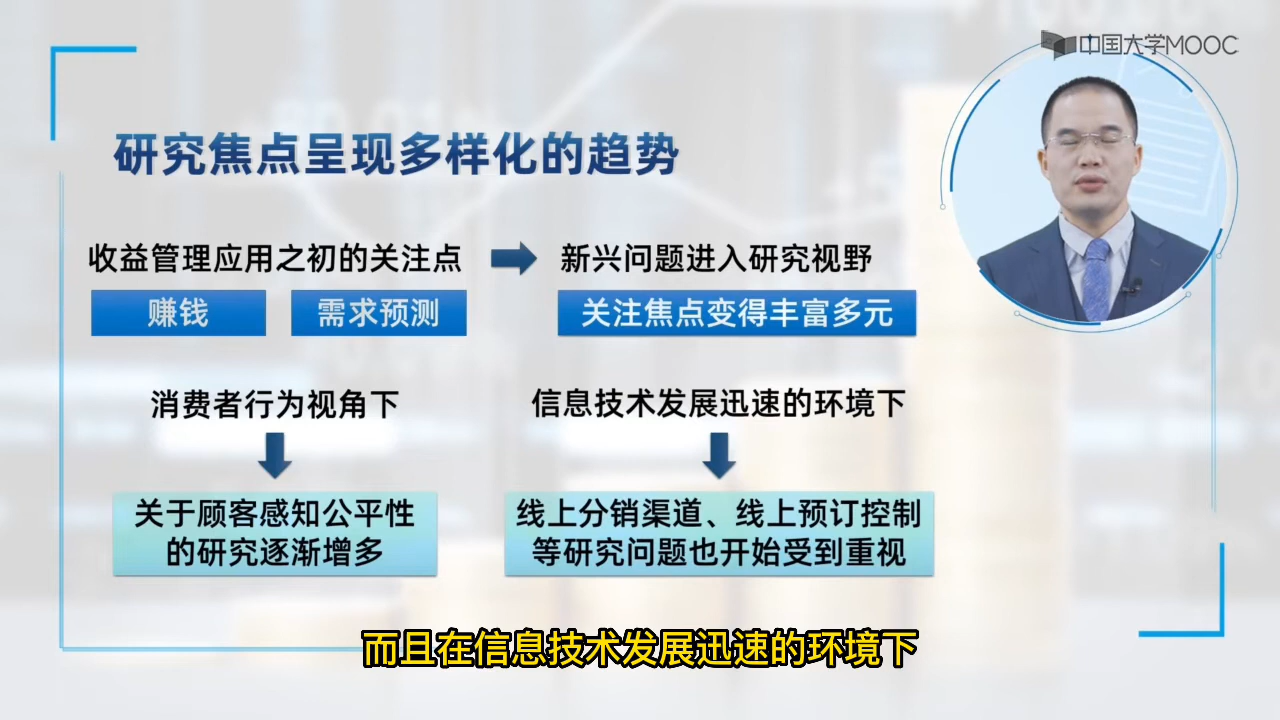 中国大学MOOC
研究焦点呈现多样化的趋势
收益管理应用之初的关注点
新兴问题进入研究视野
赚钱
需求预测
关注焦点变得丰富多元
消费者行为视角下
信息技术发展迅速的环境下
关于顾客感知公平性
的研究逐渐增多
线上分销渠道、线上预订控制
等研究问题也开始受到重视
而且在信息技术发展迅速的环境下